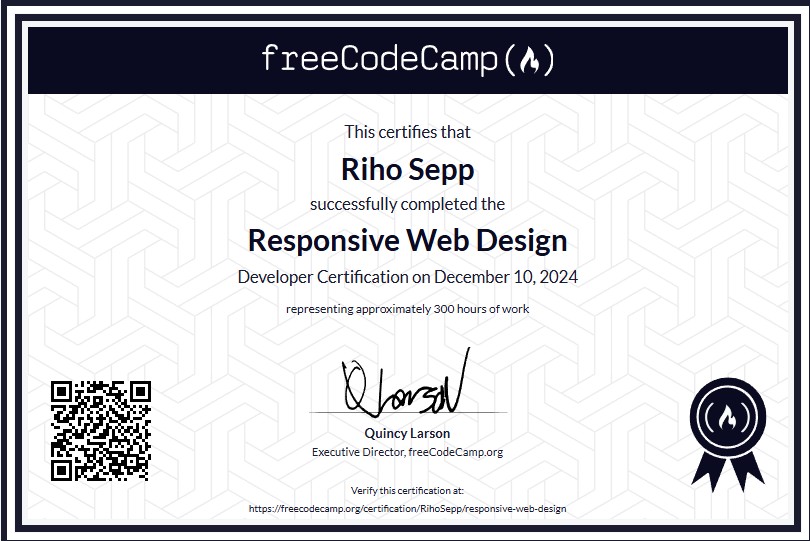 freeCodeCamp
This certifies that
Riho Sepp
successfully completed the
Responsive Web Design
Developer Certification on December 10, 2024
representing approximately 300 hours of work
QLarson
Quincy Larson
Executive Director, freeCodeCamp.org
Verify this certification at:
https://freecodecamp.org/certification/RihoSepp/responsive-web-design